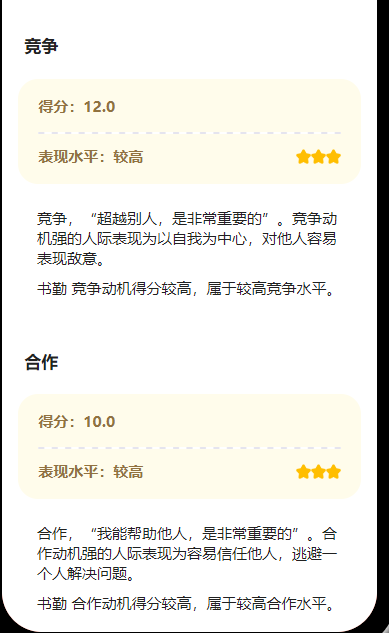 竞争
得分：12.0
表现水平：较高
竞争，“超越别人，是非常重要的”。竞争动
机强的人际表现为以自我为中心，对他人容易
表现敌意。
书勤 竞争动机得分较高，属于较高竞争水平。
合作
得分：10.0
表现水平：较高
合作，“我能帮助他人，是非常重要的”。合
作动机强的人际表现为容易信任他人，逃避一
个人解决问题。
书勤 合作动机得分较高，属于较高合作水平。